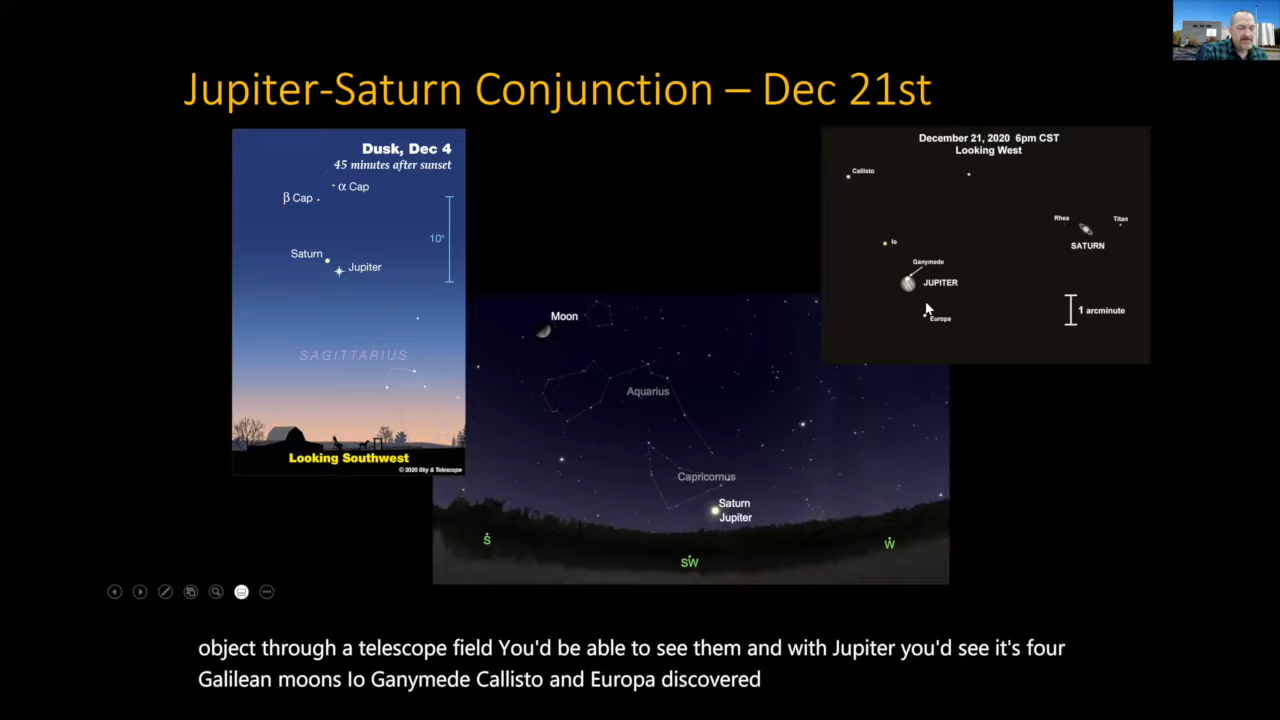 Jupiter-Saturn Conjunction – Dec 21st
Dusk, Dec 4
45 minutes after sunset
α Cap
β Cap
10°
Saturn
Jupiter
SAGITTARIUS
Looking Southwest
© 2020 Sky & Telescope
Moon
Aquarius
Capricornus
Saturn
Jupiter
S
SW
W
December 21, 2020 6pm CST
Looking West
Callisto
Rhea
Titan
SATURN
Io
Ganymede
JUPITER
1 arcminute
Europa
object through a telescope field You'd be able to see them and with Jupiter you'd see it's four
Galilean moons Io Ganymede Callisto and Europa discovered